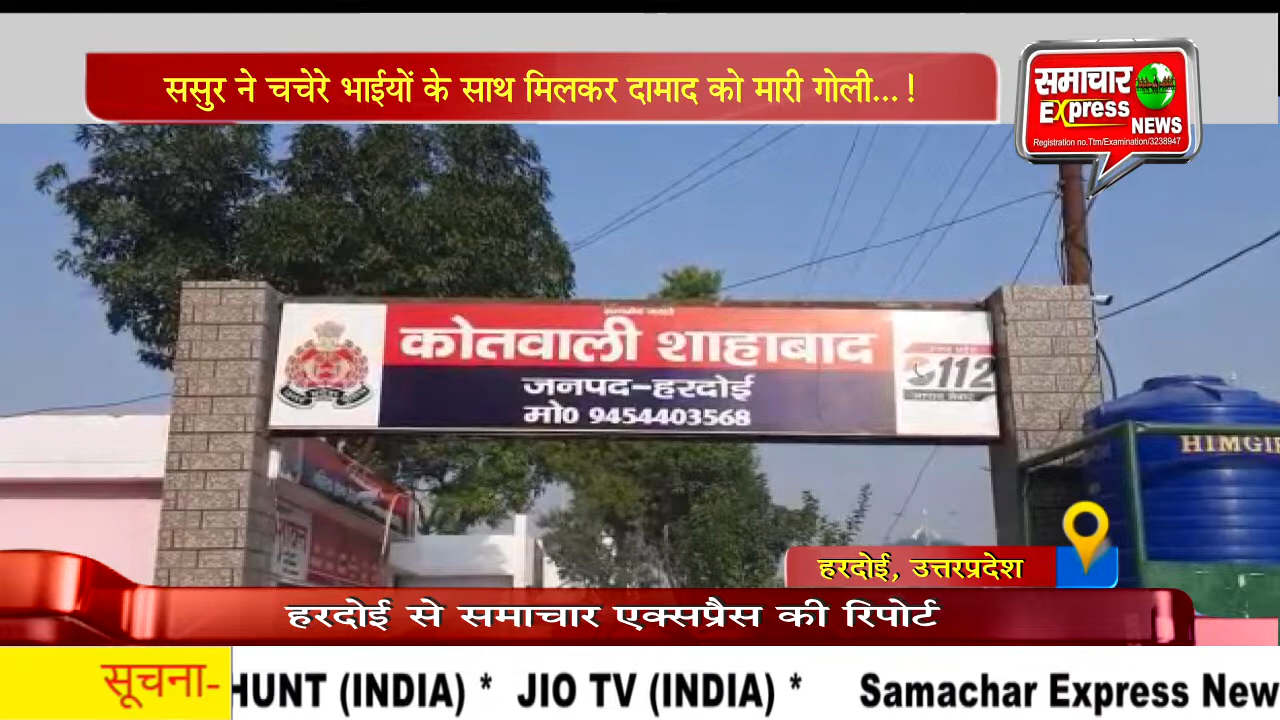 ससुर ने चचेरे भाईयों के साथ मिलकर दामाद को मारी गोली...!
समाचार
Express
NEWS
Registration no.Ttm/Examination/3238947
कोतवाली शाहाबाद
जनपद-हरदोई
मो0 9454403568
112
HIMGI
हरदोई, उत्तरप्रदेश
हरदोई से समाचार एक्सप्रैस की रिपोर्ट
सूचना-
HUNT (INDIA) * JIO TV (INDIA) * Samachar Express New